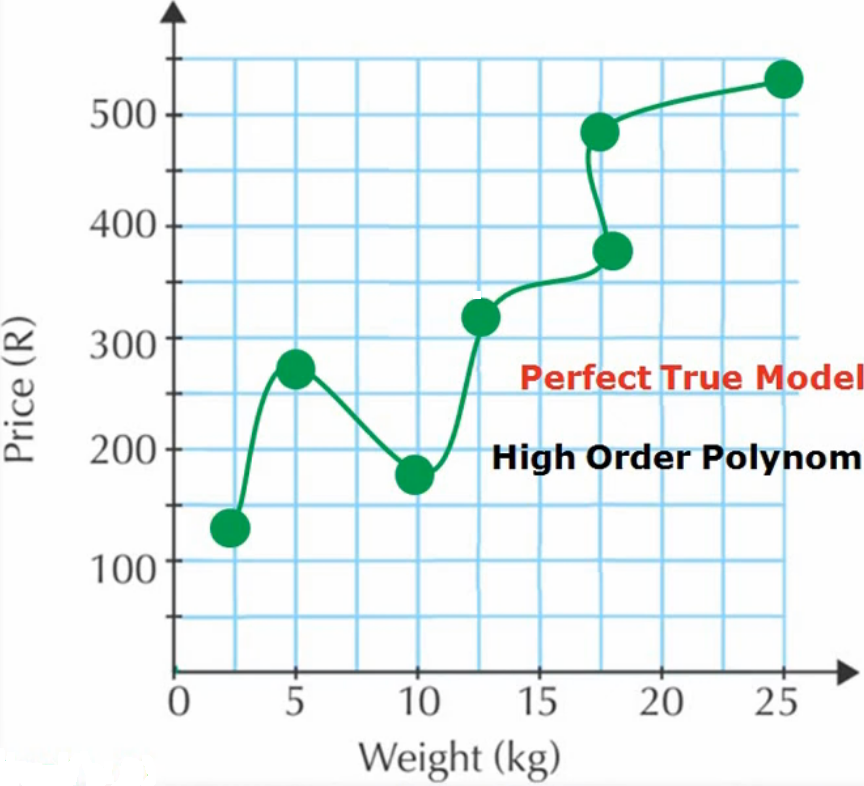 500
400
300
200
100
Price (R)
Perfect True Model
High Order Polynom
0 5 10 15 20 25
Weight (kg)